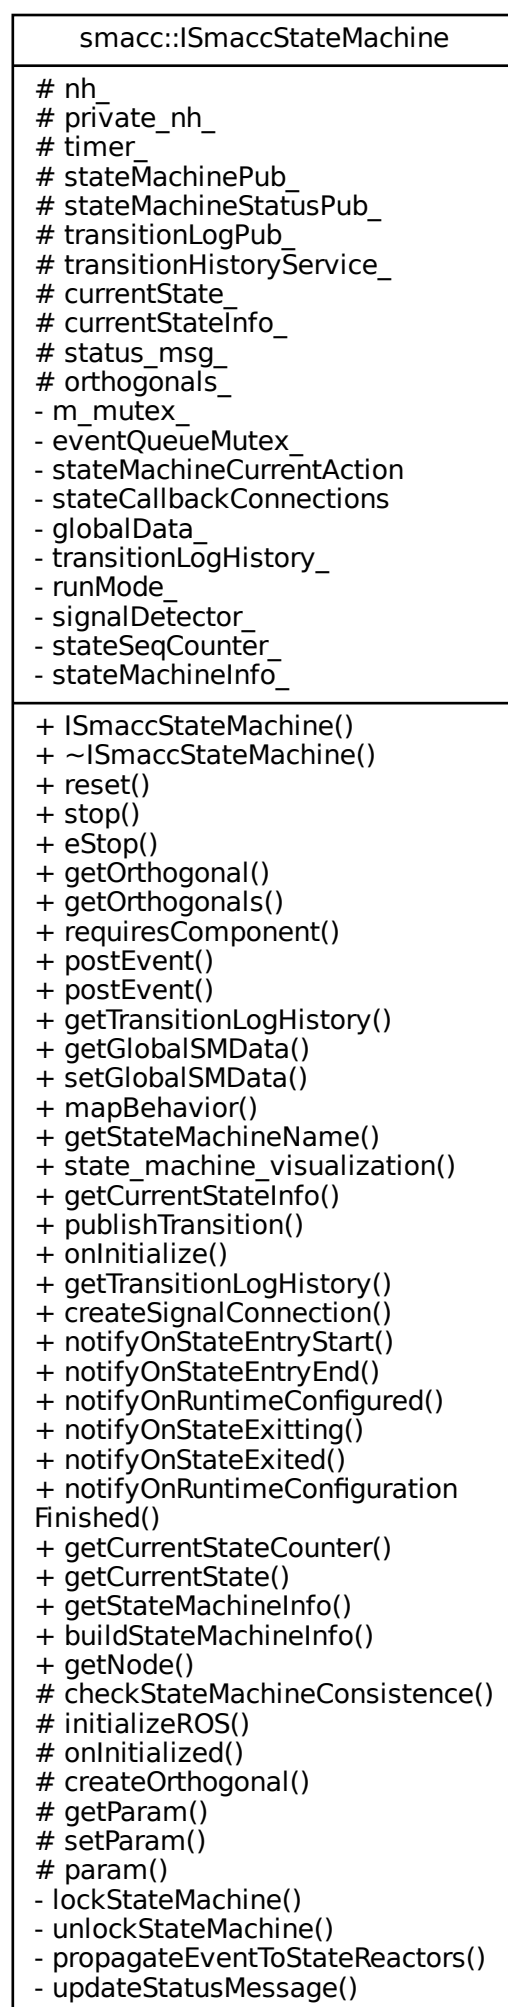 smacc::ISmaccStateMachine
# nh_
# private_nh_
# timer_
# stateMachinePub_
# stateMachineStatusPub_
# transitionLogPub_
# transitionHistoryService_
# currentState_
# currentStateInfo_
# status_msg_
# orthogonals_
- m_mutex_
- eventQueueMutex_
- stateMachineCurrentAction
- stateCallbackConnections
- globalData_
- transitionLogHistory_
- runMode_
- signalDetector_
- stateSeqCounter_
- stateMachineInfo_
+ ISmaccStateMachine()
+ ~ISmaccStateMachine()
+ reset()
+ stop()
+ eStop()
+ getOrthogonal()
+ getOrthogonals()
+ requiresComponent()
+ postEvent()
+ postEvent()
+ getTransitionLogHistory()
+ getGlobalSMData()
+ setGlobalSMData()
+ mapBehavior()
+ getStateMachineName()
+ state_machine_visualization()
+ getCurrentStateInfo()
+ publishTransition()
+ onInitialize()
+ getTransitionLogHistory()
+ createSignalConnection()
+ notifyOnStateEntryStart()
+ notifyOnStateEntryEnd()
+ notifyOnRuntimeConfigured()
+ notifyOnStateExitting()
+ notifyOnStateExited()
+ notifyOnRuntimeConfiguration
Finished()
+ getCurrentStateCounter()
+ getCurrentState()
+ getStateMachineInfo()
+ buildStateMachineInfo()
+ getNode()
# checkStateMachineConsistence()
# initializeROS()
# onInitialized()
# createOrthogonal()
# getParam()
# setParam()
# param()
- lockStateMachine()
- unlockStateMachine()
- propagateEventToStateReactors()
- updateStatusMessage()